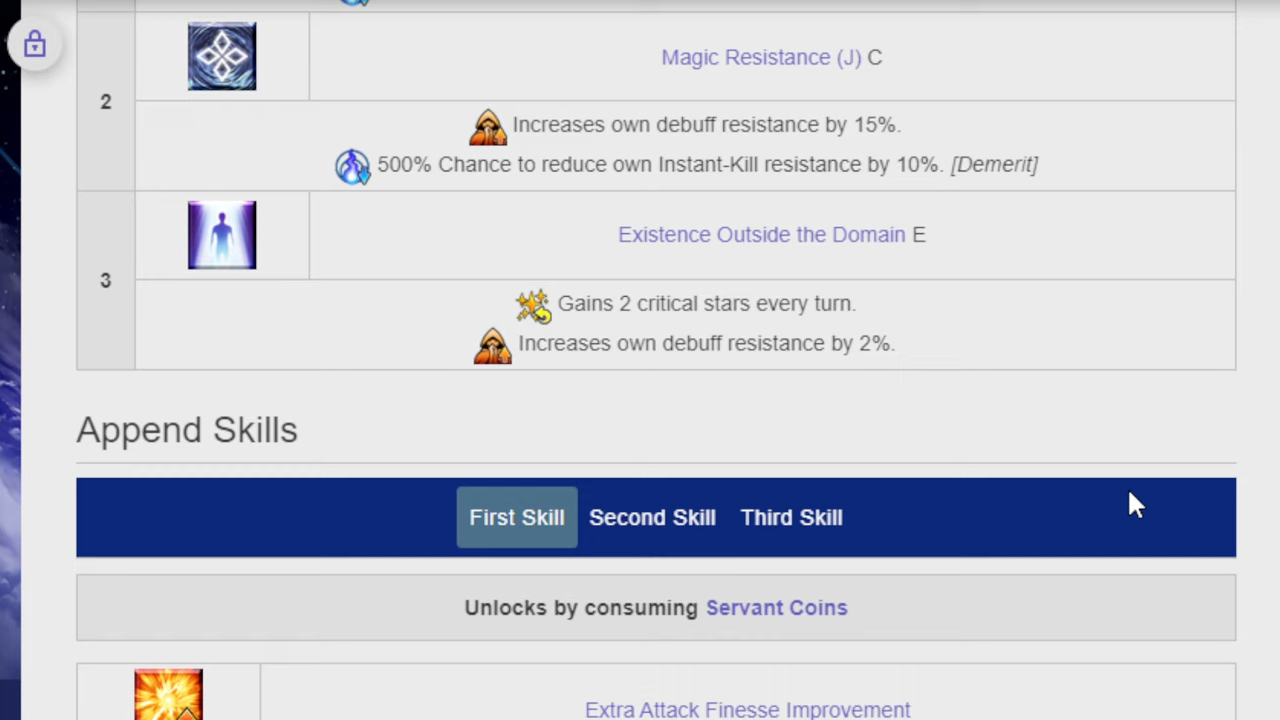 2
Magic Resistance (J) C
Increases own debuff resistance by 15%.
500% Chance to reduce own Instant-Kill resistance by 10%. [Demerit]
3
Existence Outside the Domain E
Gains 2 critical stars every turn.
Increases own debuff resistance by 2%.
Append Skills
First Skill Second Skill Third Skill
Unlocks by consuming Servant Coins
Extra Attack Finesse Improvement